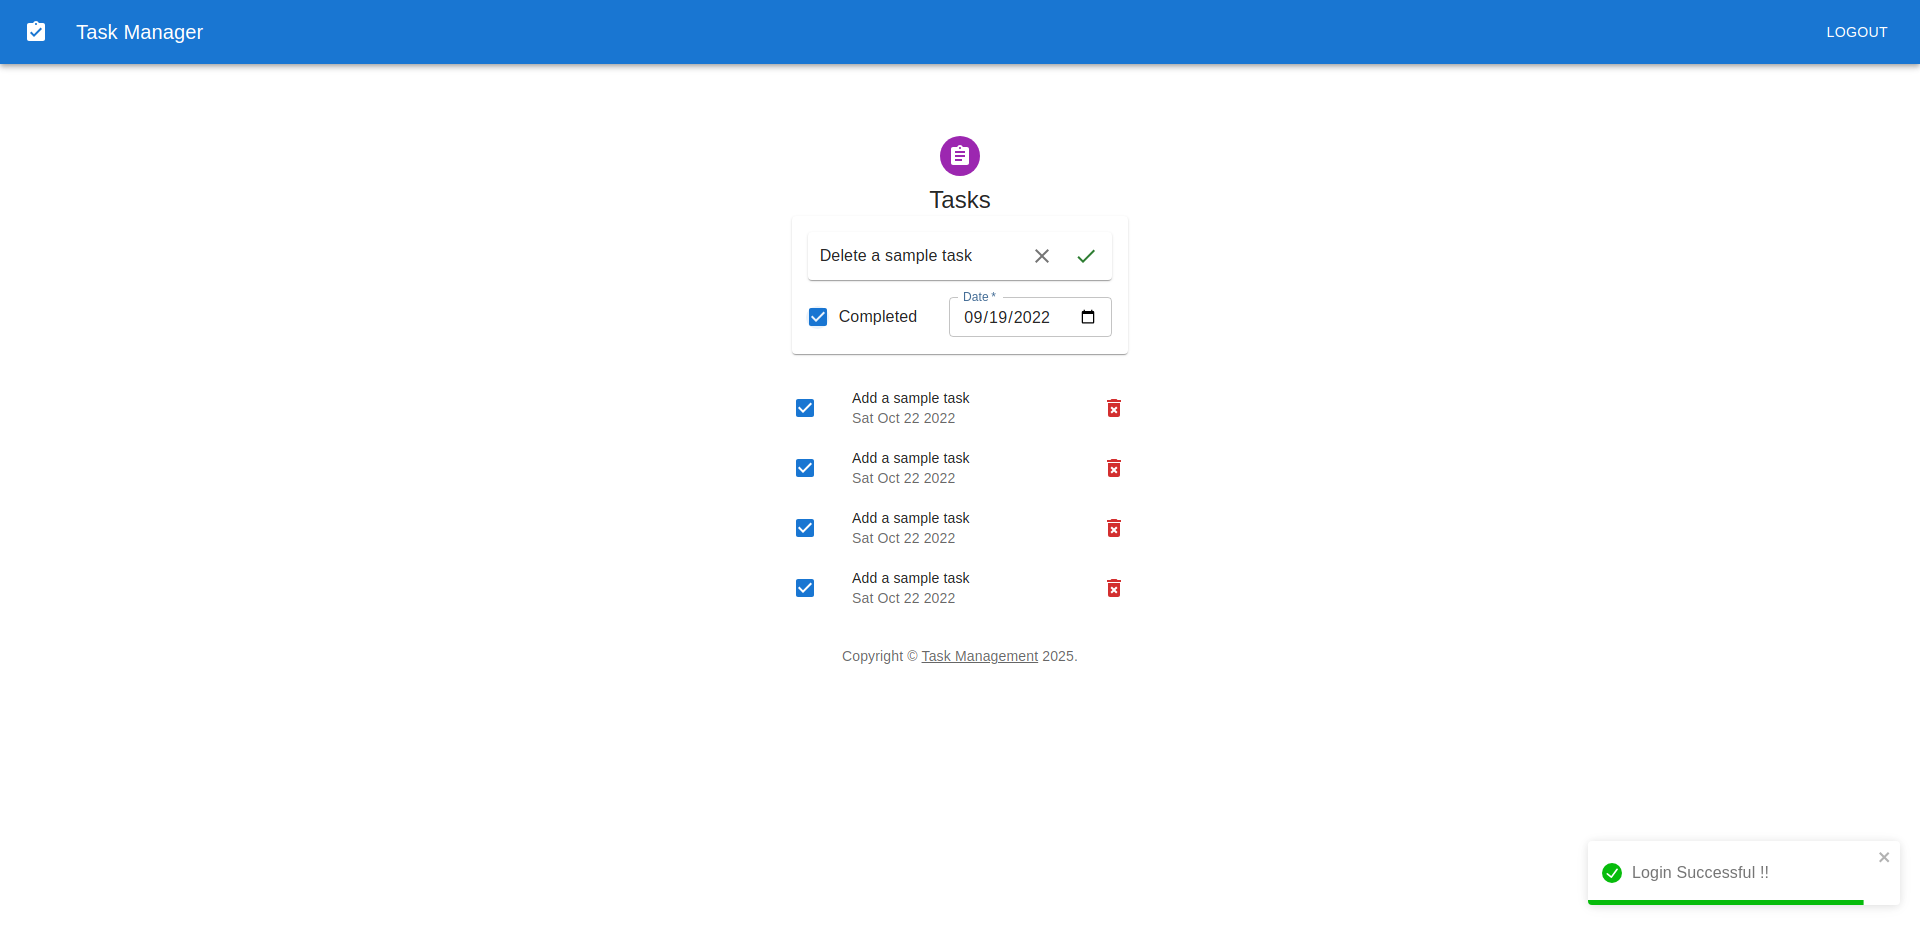 Task Manager
LOGOUT
Tasks
Delete a sample task
Date *
Completed
09/19/2022
Add a sample task
Sat Oct 22 2022
Add a sample task
Sat Oct 22 2022
Add a sample task
Sat Oct 22 2022
Add a sample task
Sat Oct 22 2022
Copyright © Task Management 2025.
Login Successful !!